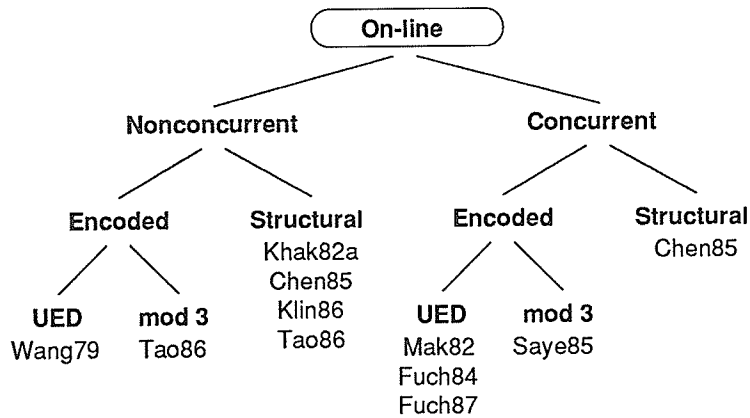 On-line
Nonconcurrent
Concurrent
Encoded
Structural
Khak82a
Chen85
Klin86
Tao86
Encoded
Structural
Chen85
UED
Wang79
mod 3
Tao86
UED
Mak82
Fuch84
Fuch87
mod 3
Saye85